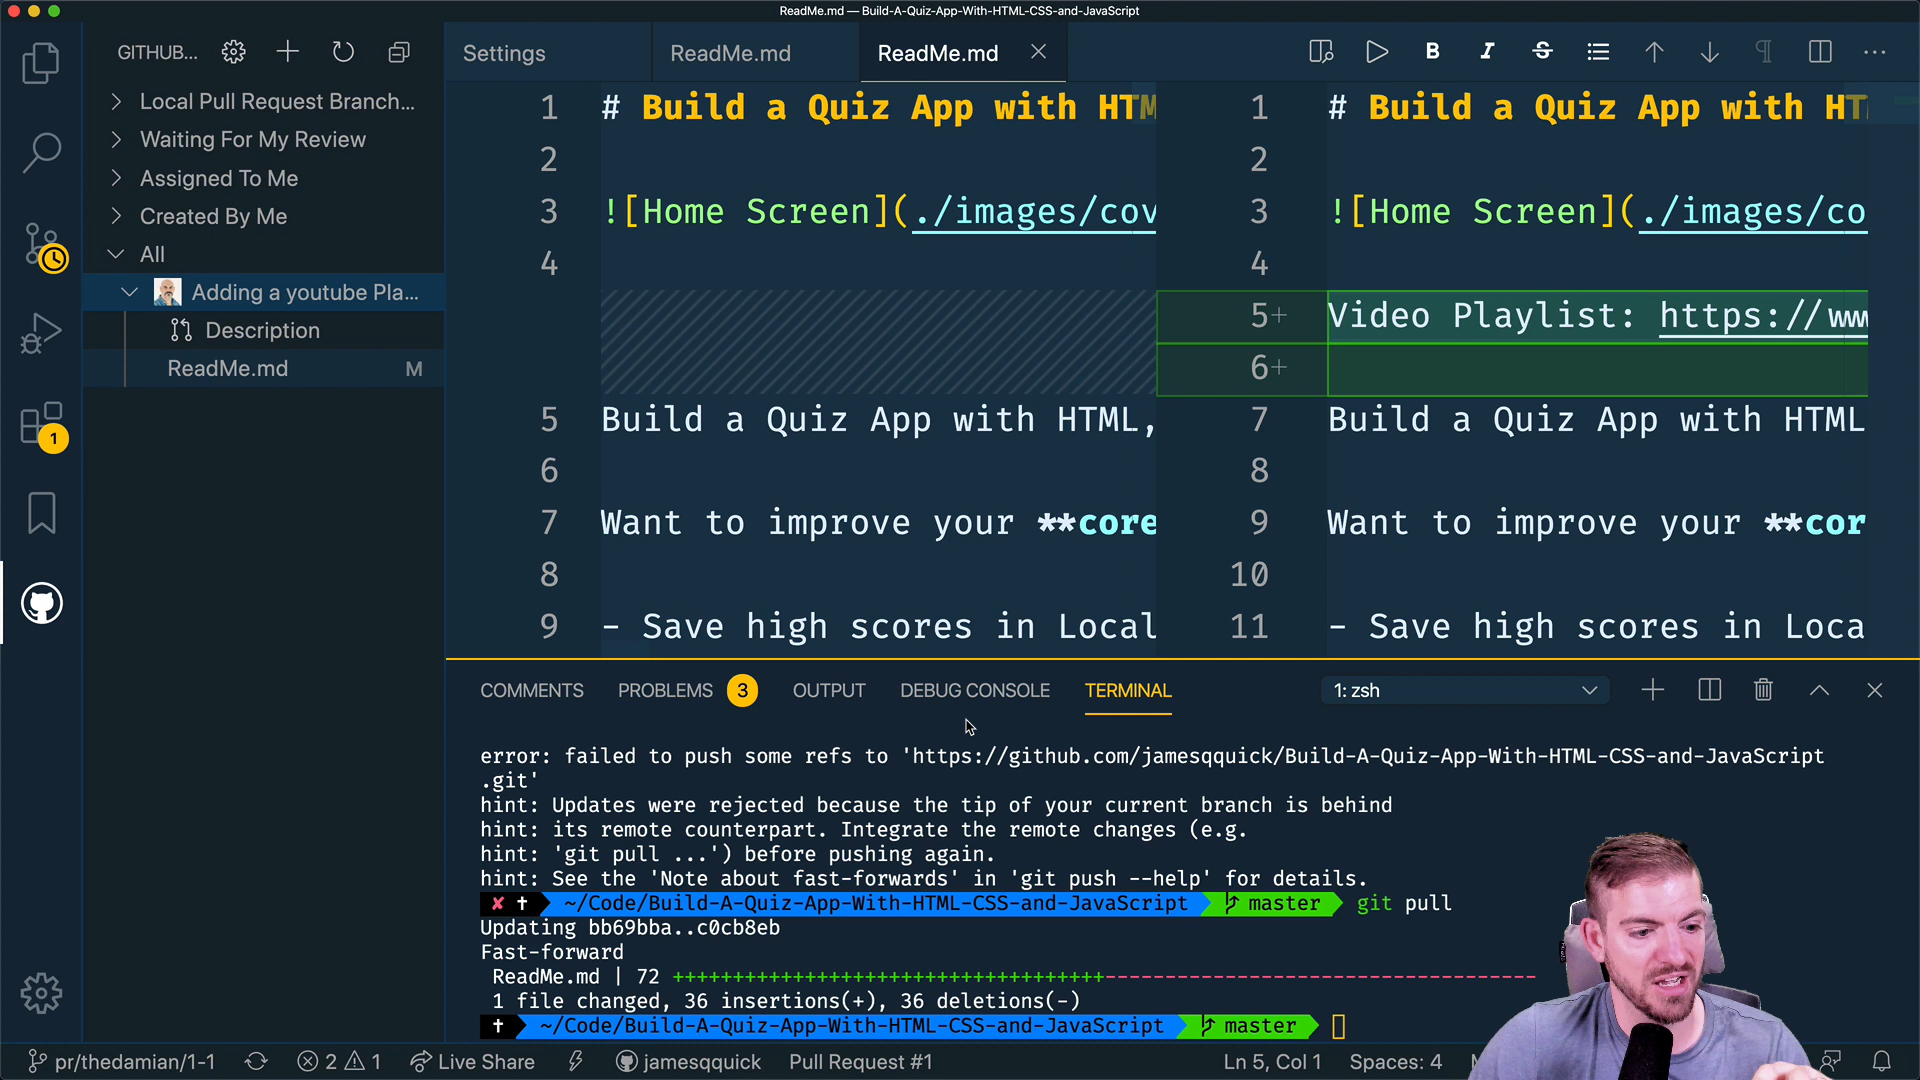 ReadMe.md — Build-A-Quiz-App-With-HTML-CSS-and-JavaScript
GITHUB...
Local Pull Request Branch...
Waiting For My Review
Assigned To Me
Created By Me
All
Adding a youtube Pla...
Description
ReadMe.md M
1
Settings
ReadMe.md
ReadMe.md
B I S
1 # Build a Quiz App with HTM
2
3 ![Home Screen](./images/cov
4
5 Build a Quiz App with HTML,
6
7 Want to improve your **core
8
9 - Save high scores in Local
1 # Build a Quiz App with HT
2
3 ![Home Screen](./images/co
4
5+ Video Playlist: https://ww
6+
7 Build a Quiz App with HTML
8
9 Want to improve your **cor
10
11 - Save high scores in Loca
COMMENTS PROBLEMS 3 OUTPUT DEBUG CONSOLE TERMINAL 1: zsh
error: failed to push some refs to 'https://github.com/jamesqquick/Build-A-Quiz-App-With-HTML-CSS-and-JavaScript
.git'
hint: Updates were rejected because the tip of your current branch is behind
hint: its remote counterpart. Integrate the remote changes (e.g.
hint: 'git pull ...') before pushing again.
hint: See the 'Note about fast-forwards' in 'git push --help' for details.
✘ † ~/Code/Build-A-Quiz-App-With-HTML-CSS-and-JavaScript master git pull
Updating bb69bba..c0cb8eb
Fast-forward
ReadMe.md | 72 ++++++++++++++++++++++++++++++++++++------------------------------------
1 file changed, 36 insertions(+), 36 deletions(-)
† ~/Code/Build-A-Quiz-App-With-HTML-CSS-and-JavaScript master
pr/thedamian/1-1 2 1 Live Share jamesqquick Pull Request #1 Ln 5, Col 1 Spaces: 4